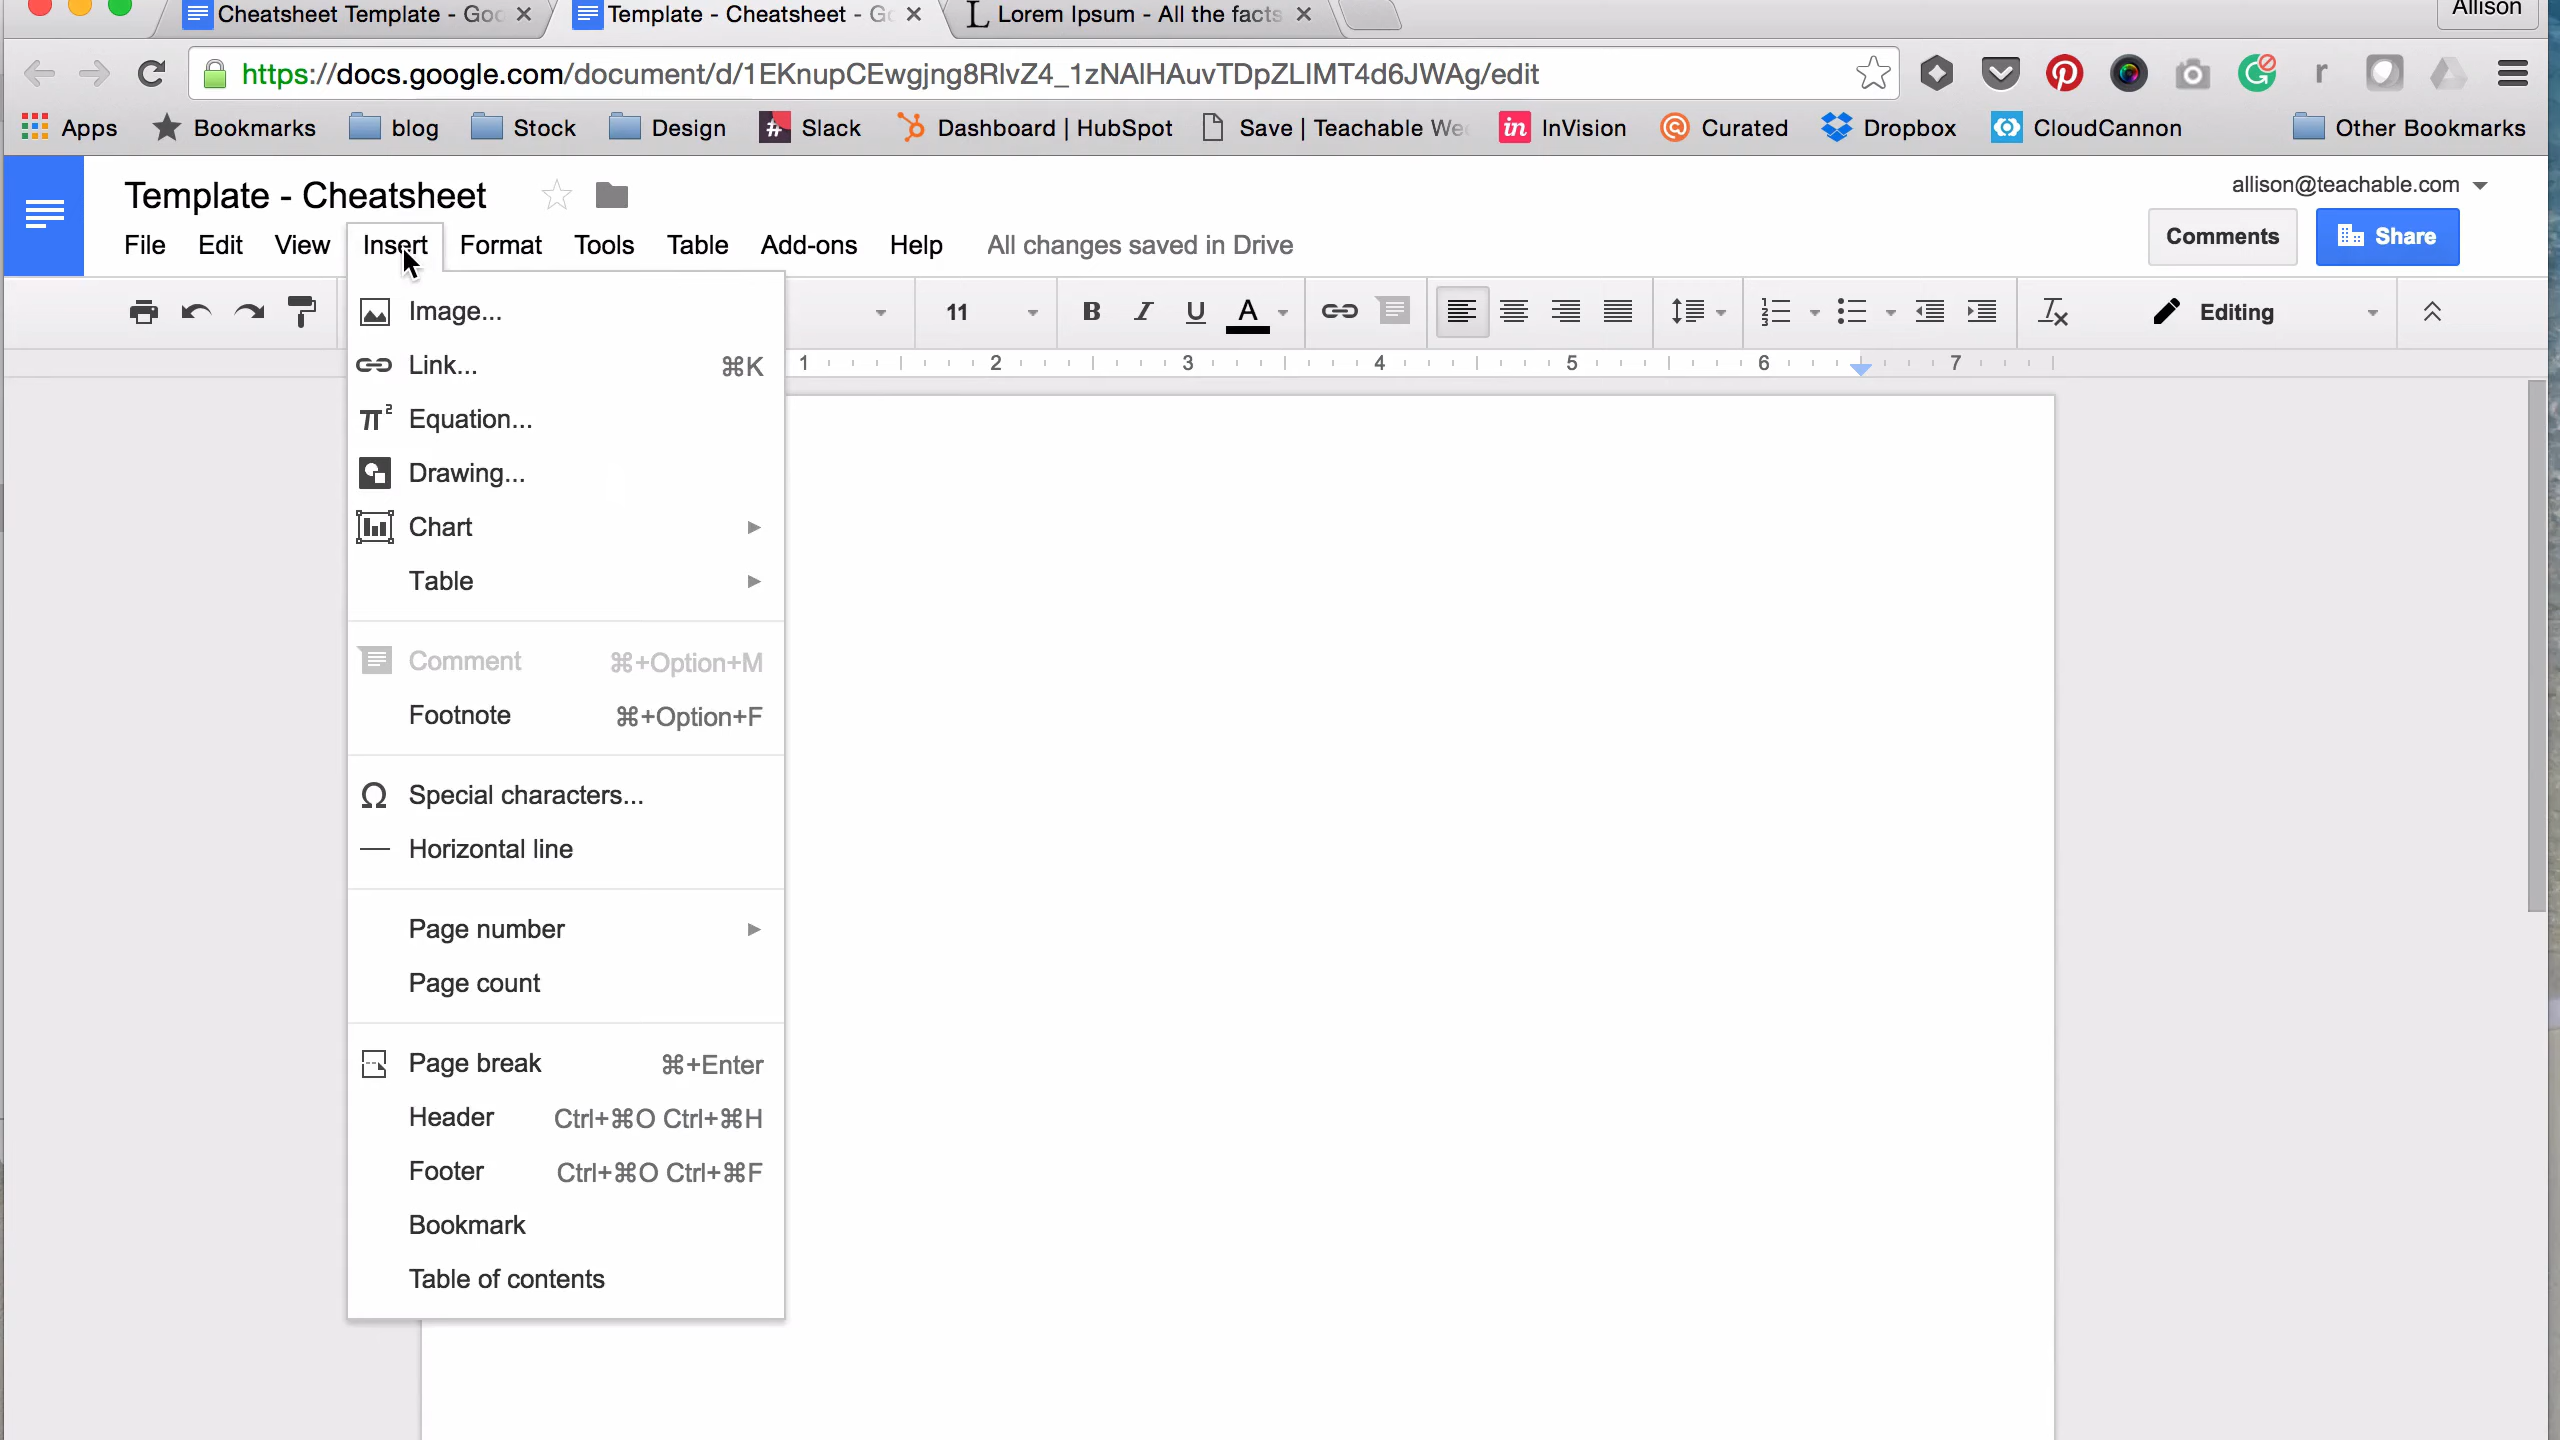 Cheatsheet Template - Goo
Template - Cheatsheet - Go
Lorem Ipsum - All the facts
Allison
https://docs.google.com/document/d/1EKnupCEwgjng8RlvZ4_1zNAlHAuvTDpZLIMT4d6JWAg/edit
r
Apps Bookmarks blog Stock Design Slack Dashboard | HubSpot Save | Teachable We InVision Curated Dropbox CloudCannon Other Bookmarks
Template - Cheatsheet
allison@teachable.com
File Edit View Insert Format Tools Table Add-ons Help All changes saved in Drive
Comments Share
11 B I U A Editing
1 2 3 4 5 6 7
Image...
Link... ⌘K
Equation...
Drawing...
Chart
Table
Comment ⌘+Option+M
Footnote ⌘+Option+F
Special characters...
Horizontal line
Page number
Page count
Page break ⌘+Enter
Header Ctrl+⌘O Ctrl+⌘H
Footer Ctrl+⌘O Ctrl+⌘F
Bookmark
Table of contents